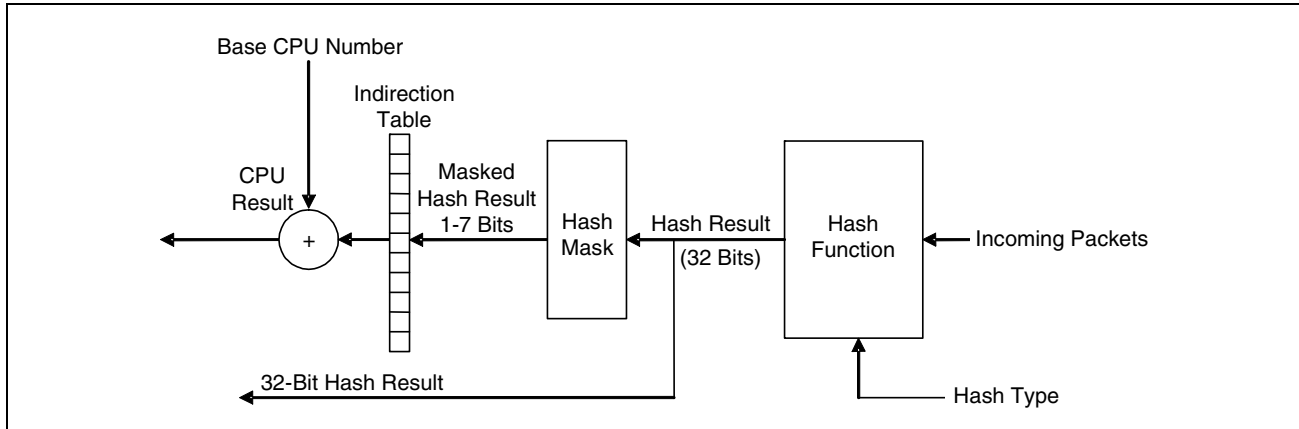 Base CPU Number
Indirection
Table
CPU
Result
+
Masked
Hash Result
1-7 Bits
Hash
Mask
Hash Result
(32 Bits)
Hash
Function
Incoming Packets
32-Bit Hash Result
Hash Type